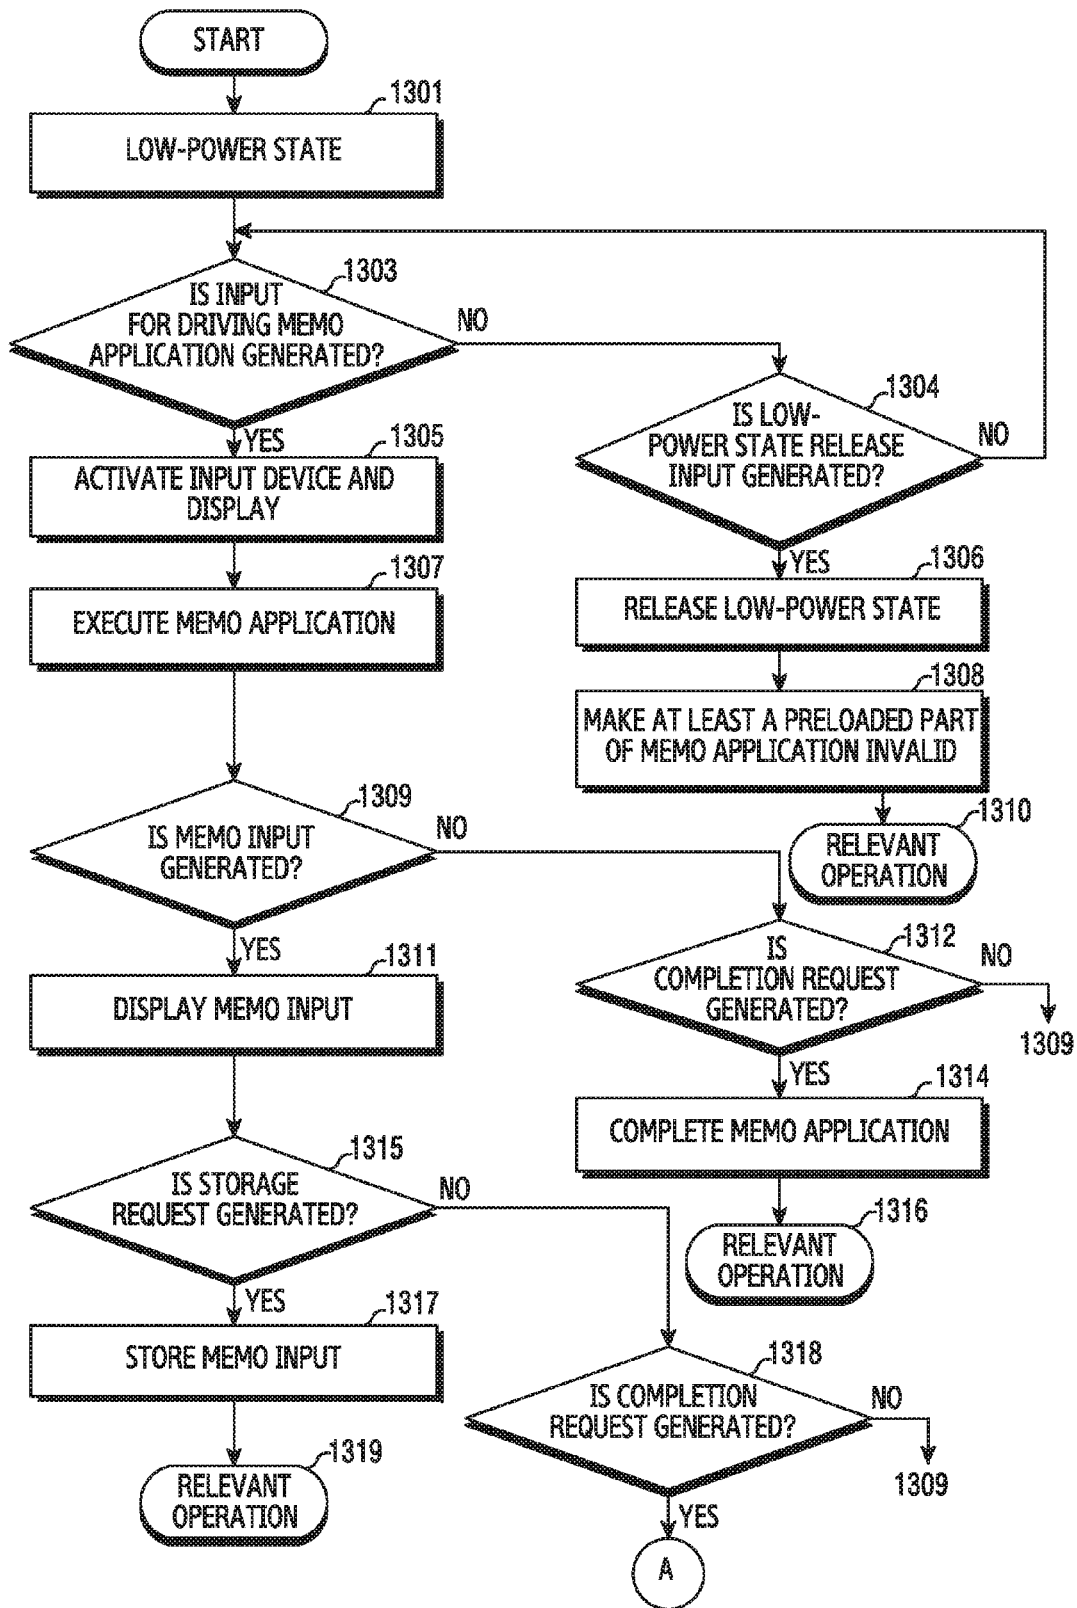 START
1301
LOW-POWER STATE
1303
IS INPUT
FOR DRIVING MEMO
APPLICATION GENERATED?
NO
1304
IS LOW-
POWER STATE RELEASE
INPUT GENERATED?
NO
YES
1305
ACTIVATE INPUT DEVICE AND
DISPLAY
YES
1306
RELEASE LOW-POWER STATE
1307
EXECUTE MEMO APPLICATION
1308
MAKE AT LEAST A PRELOADED PART
OF MEMO APPLICATION INVALID
1310
RELEVANT
OPERATION
1309
IS MEMO INPUT
GENERATED?
NO
1312
IS
COMPLETION REQUEST
GENERATED?
NO
1309
YES
1311
DISPLAY MEMO INPUT
YES
1314
COMPLETE MEMO APPLICATION
1316
RELEVANT
OPERATION
1315
IS STORAGE
REQUEST GENERATED?
NO
YES
1317
STORE MEMO INPUT
1318
IS COMPLETION
REQUEST GENERATED?
NO
1309
1319
RELEVANT
OPERATION
YES
A